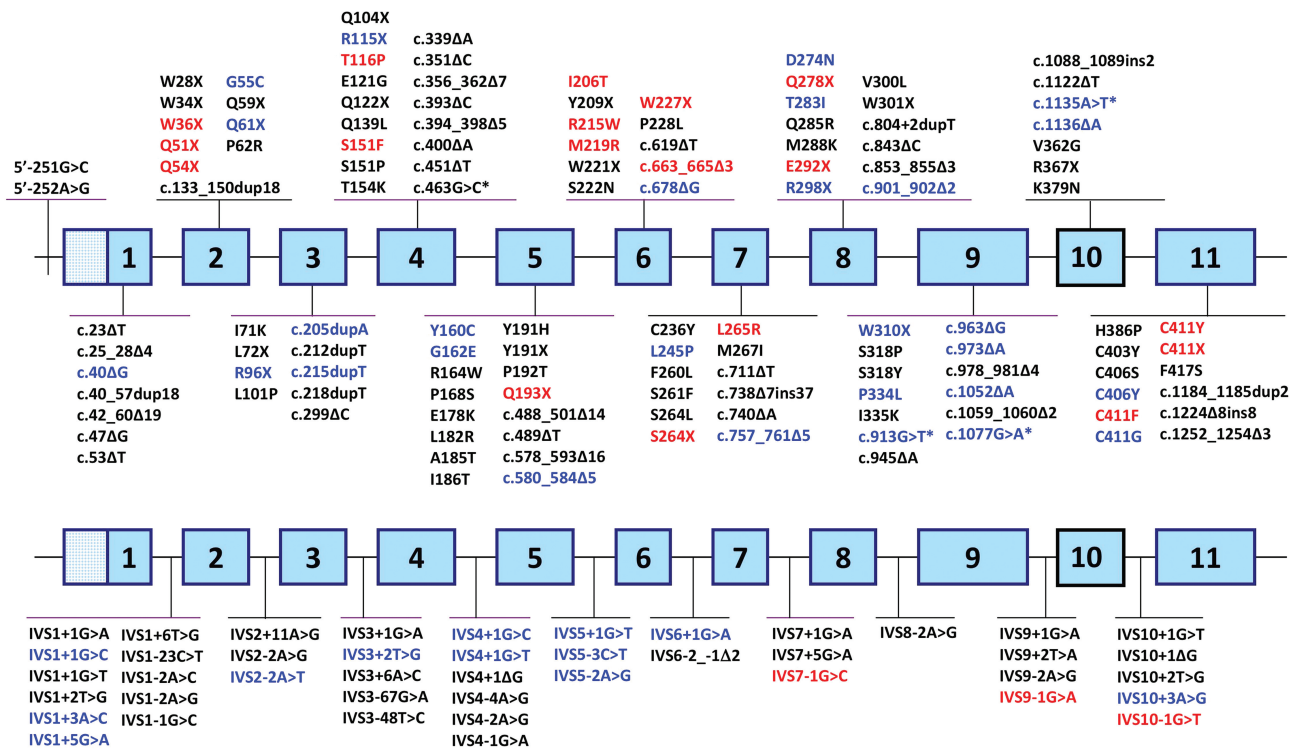 5'-251G>C
5'-252A>G
W28X
W34X
W36X
Q51X
Q54X
c.133_150dup18
G55C
Q59X
Q61X
P62R
Q104X
R115X
T116P
E121G
Q122X
Q139L
S151F
S151P
T154K
c.339ΔA
c.351ΔC
c.356_362Δ7
c.393ΔC
c.394_398Δ5
c.400ΔA
c.451ΔT
c.463G>C*
I206T
Y209X
R215W
M219R
W221X
S222N
W227X
P228L
c.619ΔT
c.663_665Δ3
c.678ΔG
D274N
Q278X
T283I
Q285R
M288K
E292X
R298X
V300L
W301X
c.804+2dupT
c.843ΔC
c.853_855Δ3
c.901_902Δ2
c.1088_1089ins2
c.1122ΔT
c.1135A>T*
c.1136ΔA
V362G
R367X
K379N
1 2 3 4 5 6 7 8 9 10 11
c.23ΔT
c.25_28Δ4
c.40ΔG
c.40_57dup18
c.42_60Δ19
c.47ΔG
c.53ΔT
I71K
L72X
R96X
L101P
c.205dupA
c.212dupT
c.215dupT
c.218dupT
c.299ΔC
Y160C
G162E
R164W
P168S
E178K
L182R
A185T
I186T
Y191H
Y191X
P192T
Q193X
c.488_501Δ14
c.489ΔT
c.578_593Δ16
c.580_584Δ5
C236Y
L245P
F260L
S261F
S264L
S264X
L265R
M267I
c.711ΔT
c.738Δ7ins37
c.740ΔA
c.757_761Δ5
W310X
S318P
S318Y
P334L
I335K
c.913G>T*
c.945ΔA
c.963ΔG
c.973ΔA
c.978_981Δ4
c.1052ΔA
c.1059_1060Δ2
c.1077G>A*
H386P
C403Y
C406S
C406Y
C411F
C411G
C411Y
C411X
F417S
c.1184_1185dup2
c.1224Δ8ins8
c.1252_1254Δ3
1 2 3 4 5 6 7 8 9 10 11
IVS1+1G>A
IVS1+1G>C
IVS1+1G>T
IVS1+2T>G
IVS1+3A>C
IVS1+5G>A
IVS1+6T>G
IVS1-23C>T
IVS1-2A>C
IVS1-2A>G
IVS1-1G>C
IVS2+11A>G
IVS2-2A>G
IVS2-2A>T
IVS3+1G>A
IVS3+2T>G
IVS3+6A>C
IVS3-67G>A
IVS3-48T>C
IVS4+1G>C
IVS4+1G>T
IVS4+1ΔG
IVS4-4A>G
IVS4-2A>G
IVS4-1G>A
IVS5+1G>T
IVS5-3C>T
IVS5-2A>G
IVS6+1G>A
IVS6-2_-1Δ2
IVS7+1G>A
IVS7+5G>A
IVS7-1G>C
IVS8-2A>G
IVS9+1G>A
IVS9+2T>A
IVS9-2A>G
IVS9-1G>A
IVS10+1G>T
IVS10+1ΔG
IVS10+2T>G
IVS10+3A>G
IVS10-1G>T